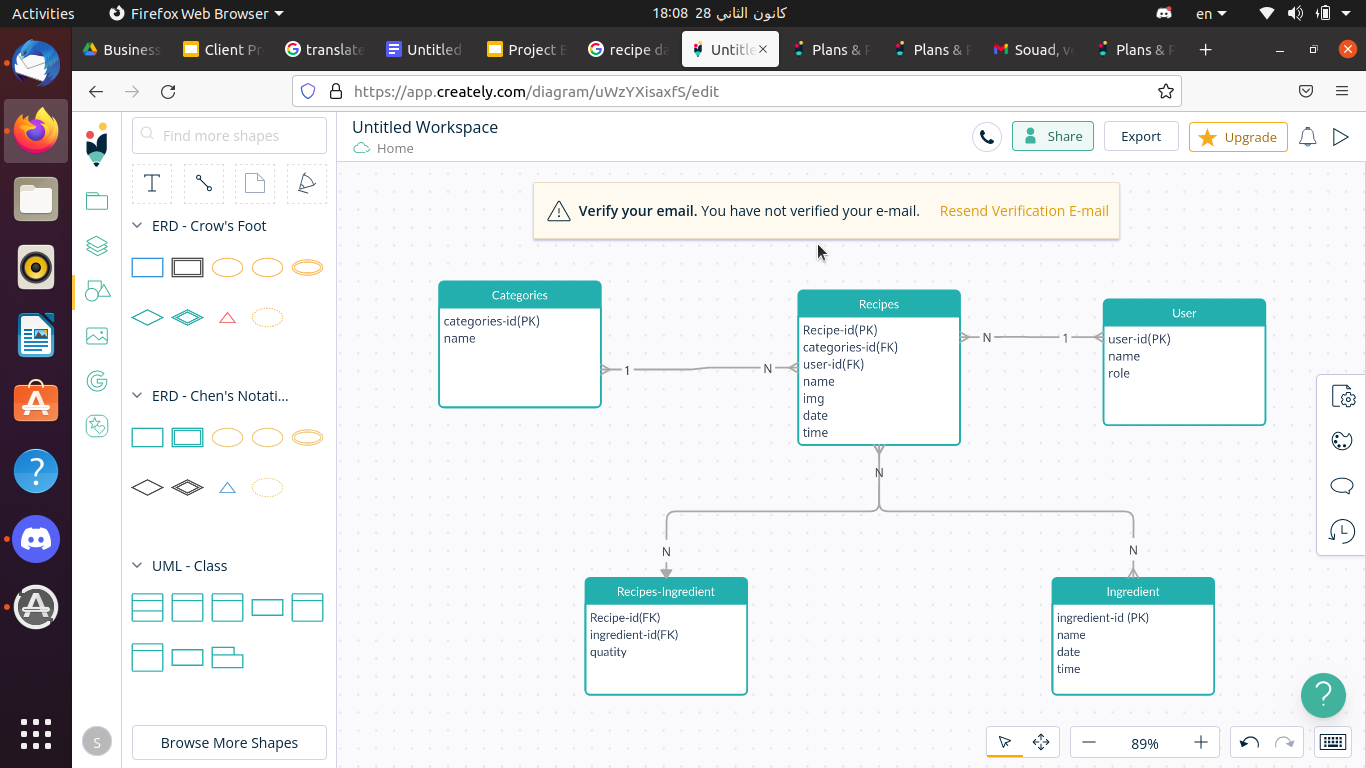 Activities
Firefox Web Browser
كانون الثاني 28  18:08
en
Business
Client Pr
translate
Untitled
Project B
recipe da
Untitle
Plans & F
Plans & F
Souad, v
Plans & F
https://app.creately.com/diagram/uWzYXisaxfS/edit
Find more shapes
Untitled Workspace
Home
Share
Export
Upgrade
T
ERD - Crow's Foot
ERD - Chen's Notati...
UML - Class
Browse More Shapes
S
Verify your email. You have not verified your e-mail. Resend Verification E-mail
Categories
categories-id(PK)
name
1
N
Recipes
Recipe-id(PK)
categories-id(FK)
user-id(FK)
name
img
date
time
N
1
User
user-id(PK)
name
role
N
N
N
Recipes-Ingredient
Recipe-id(FK)
ingredient-id(FK)
quatity
Ingredient
ingredient-id (PK)
name
date
time
?
?
89%